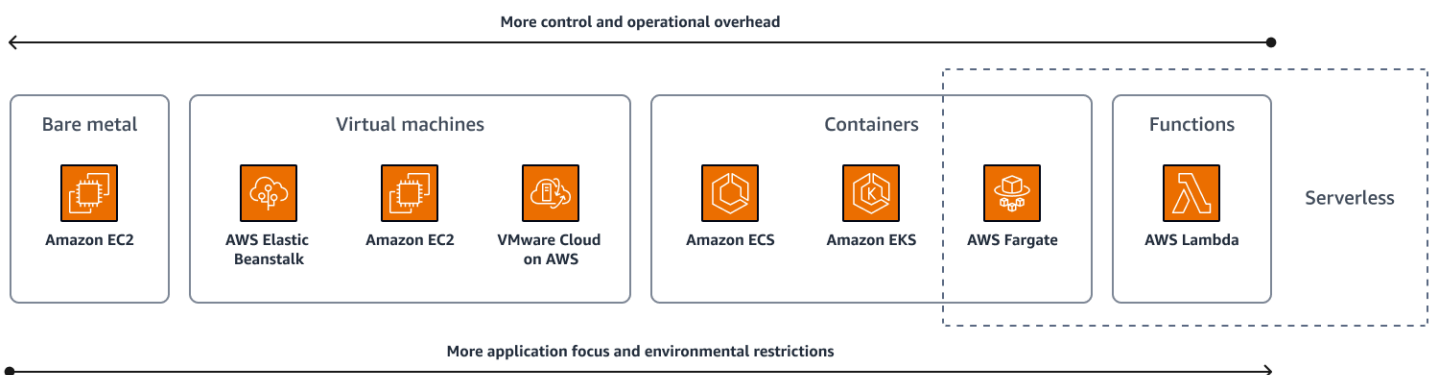 More control and operational overhead
Bare metal
Virtual machines
Containers
Functions
Serverless
K
Amazon EC2
AWS Elastic
Beanstalk
Amazon EC2
VMware Cloud
on AWS
Amazon ECS
Amazon EKS
AWS Fargate
AWS Lambda
More application focus and environmental restrictions